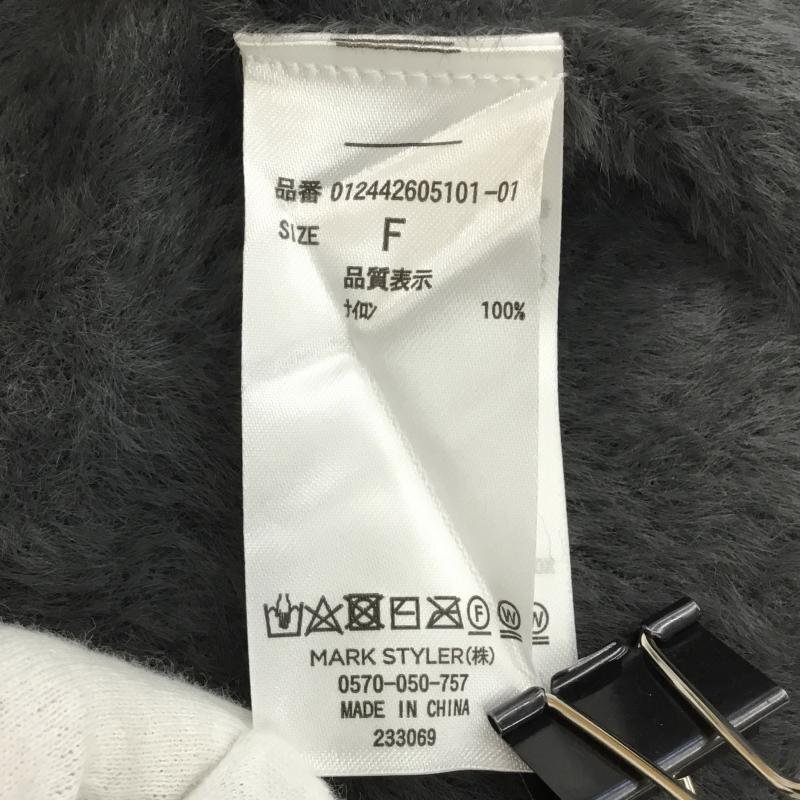 品番 012442605101-01
SIZE F
品質表示
ﾅｲﾛﾝ 100%
F W W
MARK STYLER(株)
0570-050-757
MADE IN CHINA
233069